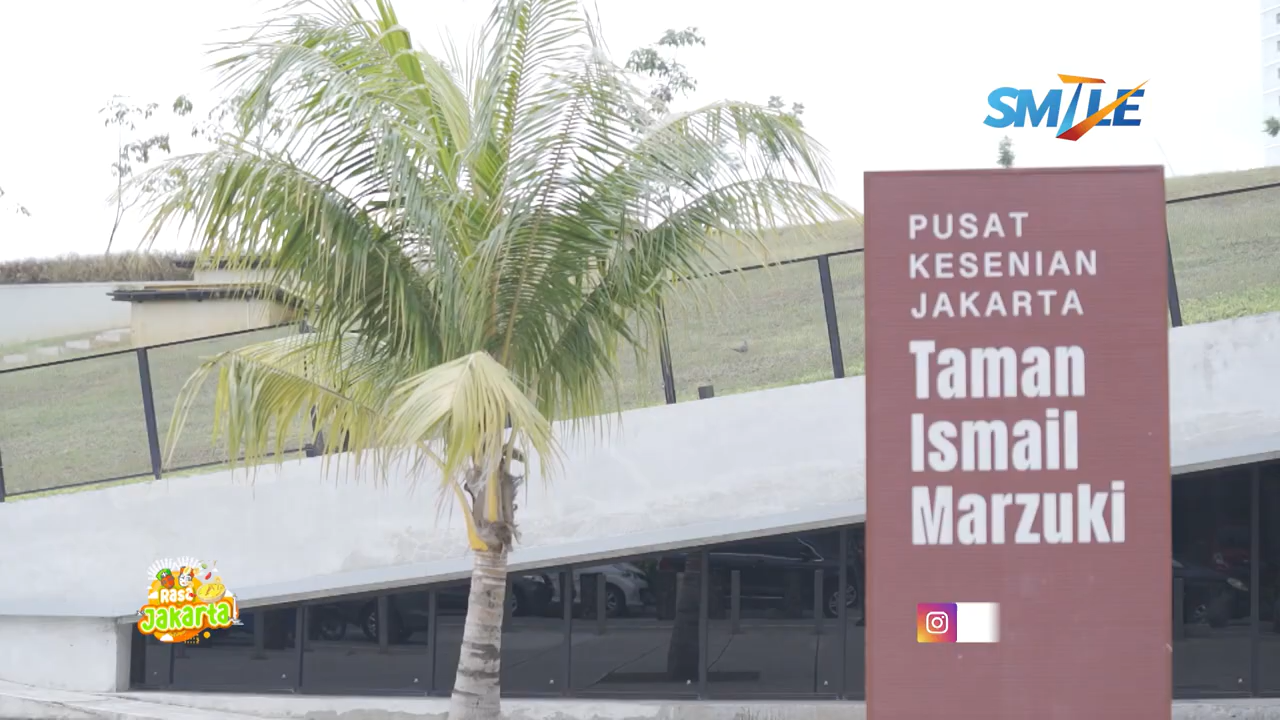 SMILE
PUSAT
KESENIAN
JAKARTA
Taman
Ismail
Marzuki
Rasa
Jakarta